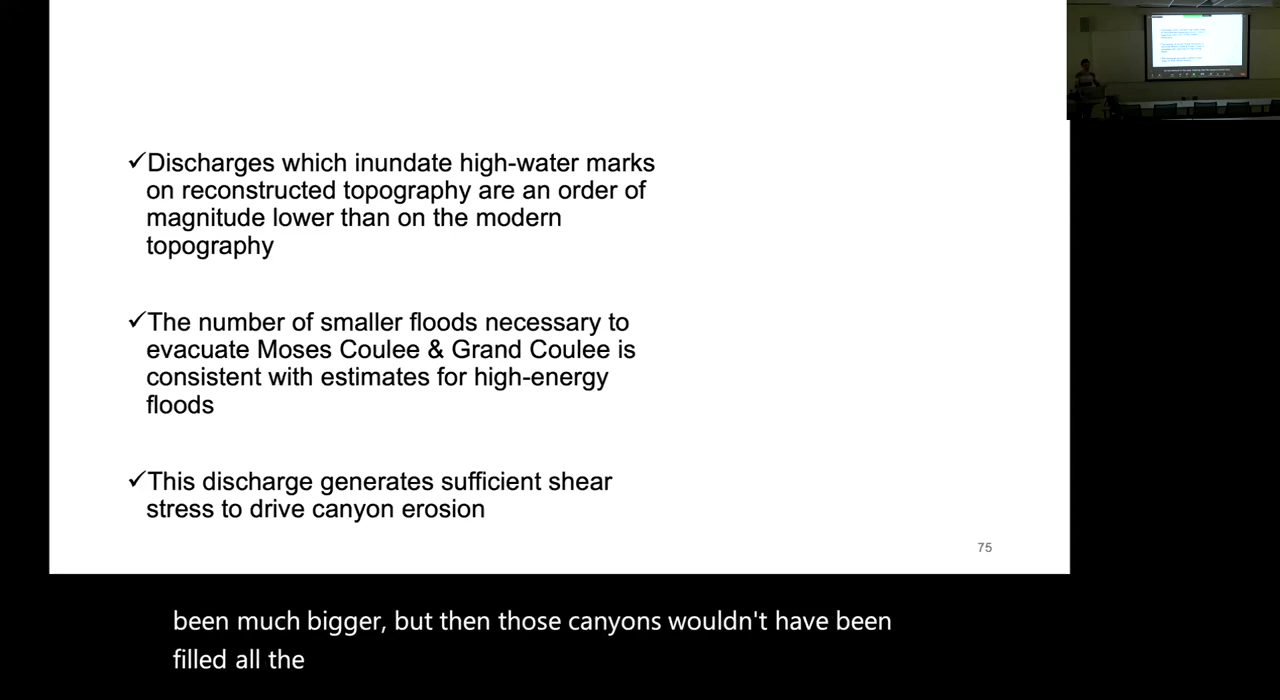 ✓Discharges which inundate high-water marks
on reconstructed topography are an order of
magnitude lower than on the modern
topography
✓The number of smaller floods necessary to
evacuate Moses Coulee & Grand Coulee is
consistent with estimates for high-energy
floods
✓This discharge generates sufficient shear
stress to drive canyon erosion
75
been much bigger, but then those canyons wouldn't have been
filled all the